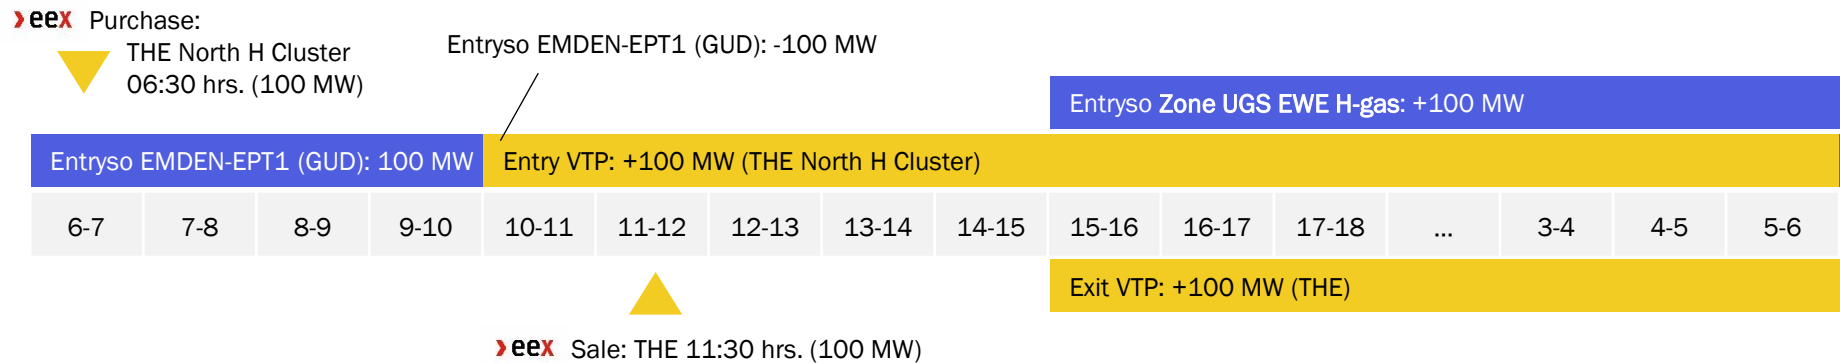 eex Purchase:
THE North H Cluster
06:30 hrs. (100 MW)
Entryso EMDEN-EPT1 (GUD): -100 MW
Entryso Zone UGS EWE H-gas: +100 MW
Entryso EMDEN-EPT1 (GUD): 100 MW
Entry VTP: +100 MW (THE North H Cluster)
6-7 7-8 8-9 9-10 10-11 11-12 12-13 13-14 14-15 15-16 16-17 17-18 ... 3-4 4-5 5-6
Exit VTP: +100 MW (THE)
eex Sale: THE 11:30 hrs. (100 MW)